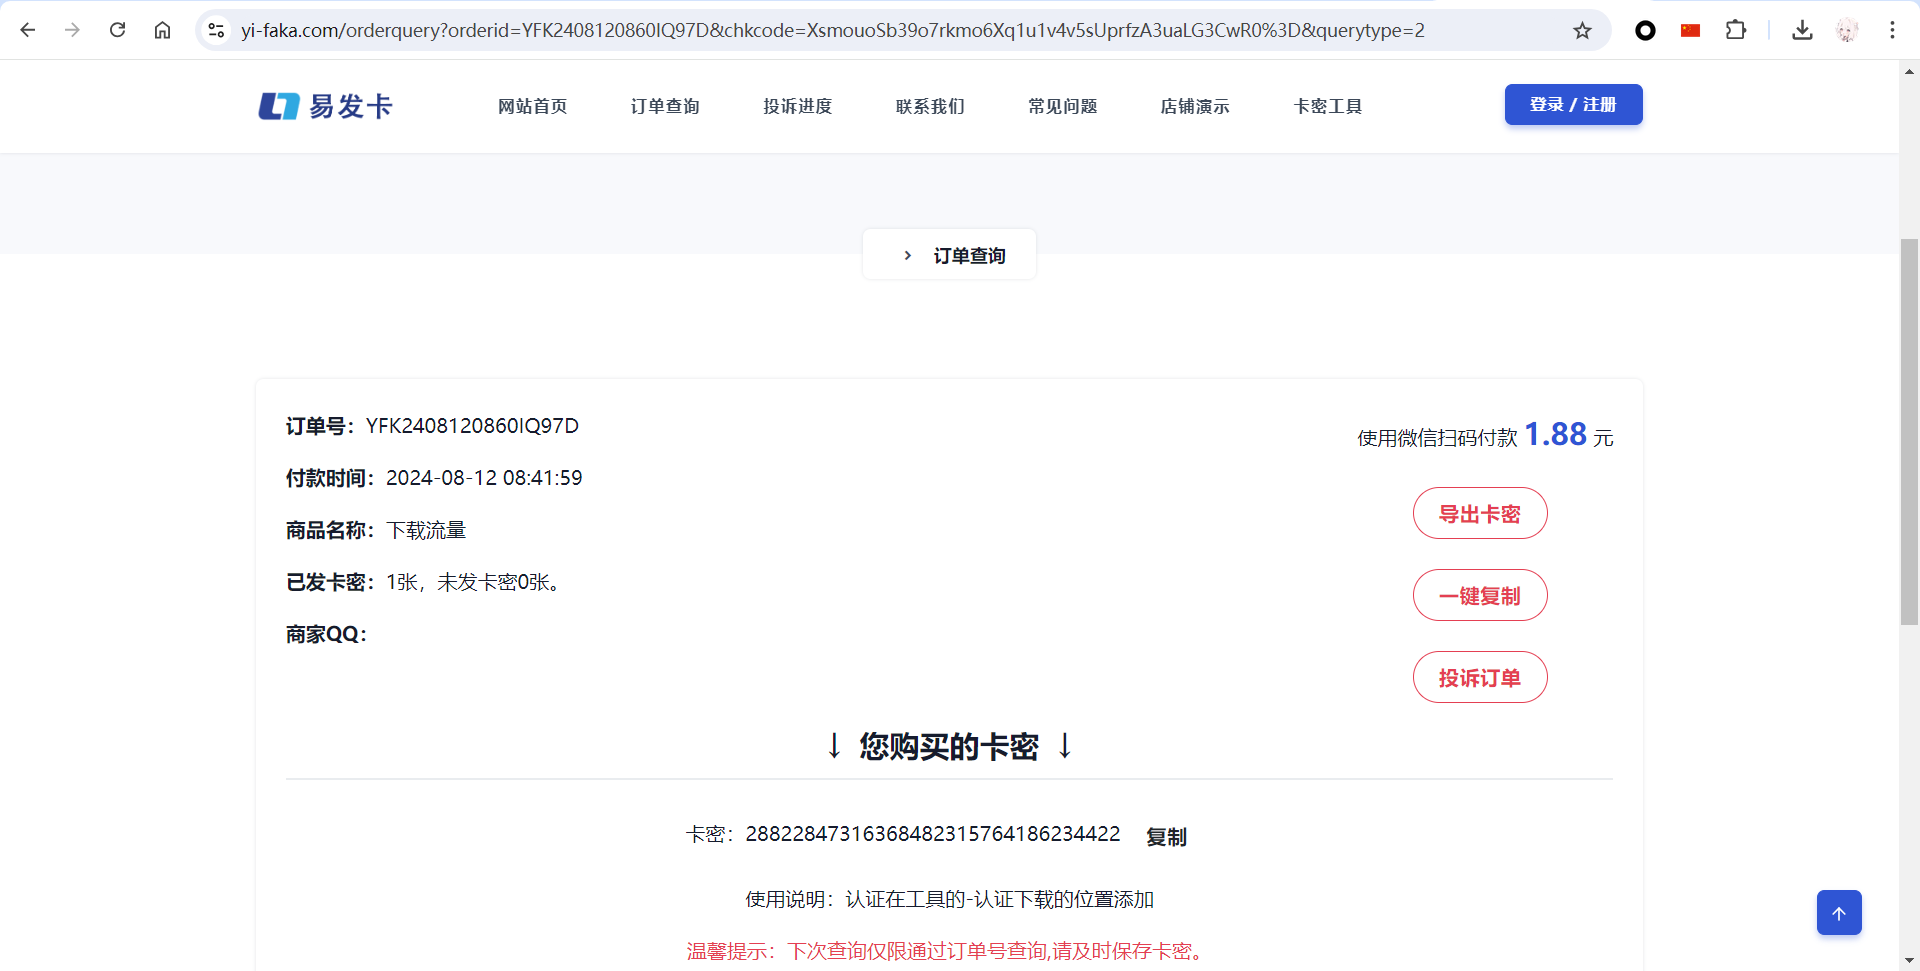 yi-faka.com/orderquery?orderid=YFK2408120860IQ97D&chkcode=XsmouoSb39o7rkmo6Xq1u1v4v5sUprfzA3uaLG3CwR0%3D&querytype=2
易发卡
网站首页 订单查询 投诉进度 联系我们 常见问题 店铺演示 卡密工具
登录 / 注册
订单查询
订单号：YFK2408120860IQ97D
付款时间：2024-08-12 08:41:59
商品名称：下载流量
已发卡密：1张，未发卡密0张。
商家QQ：
使用微信扫码付款 1.88 元
导出卡密
一键复制
投诉订单
↓ 您购买的卡密 ↓
卡密：28822847316368482315764186234422 复制
使用说明：认证在工具的-认证下载的位置添加
温馨提示：下次查询仅限通过订单号查询,请及时保存卡密。